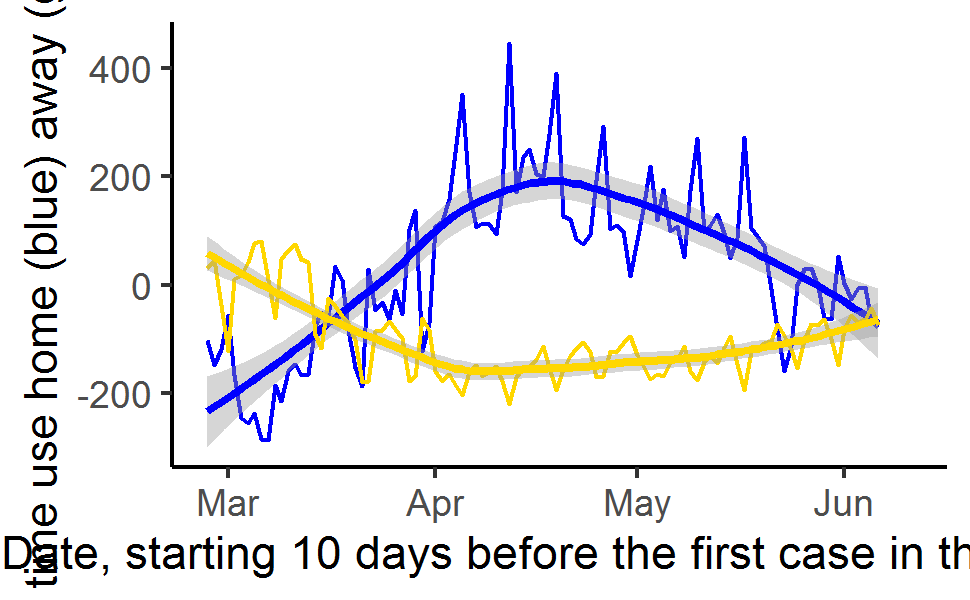 time use home (blue) away (
400
200
0
-200
Mar Apr May Jun
Date, starting 10 days before the first case in th